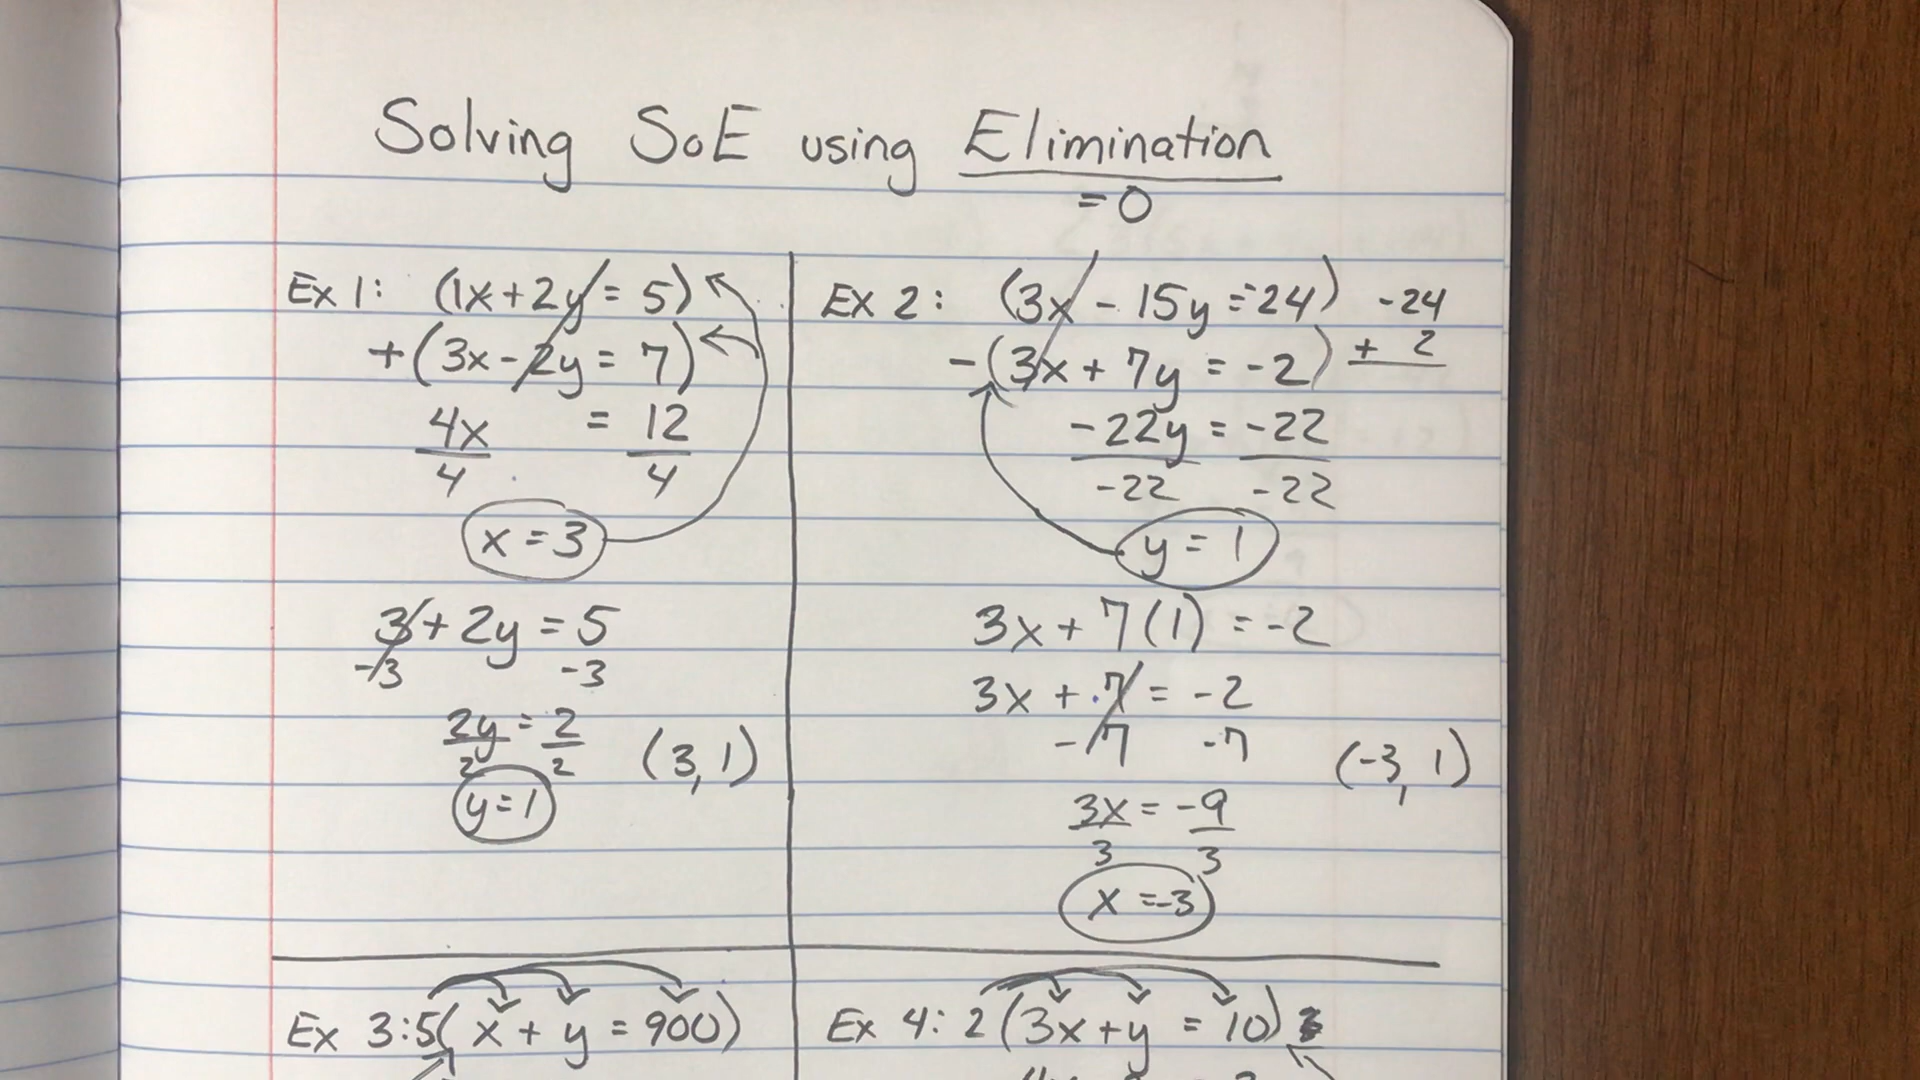 Solving SoE using Elimination
= 0
Ex 1: (1x + 2y = 5)
+ (3x - 2y = 7)
4x = 12
4 4
x = 3
3 + 2y = 5
-3 -3
2y = 2
2 2
y = 1
(3, 1)
Ex 2: (3x - 15y = -24) -24
- (3x + 7y = -2) + 2
-22y = -22
-22 -22
y = 1
3x + 7(1) = -2
3x + 7 = -2
-7 -7
3x = -9
3 3
x = -3
(-3, 1)
Ex 3: 5(x + y = 900)
Ex 4: 2(3x + y = 10)